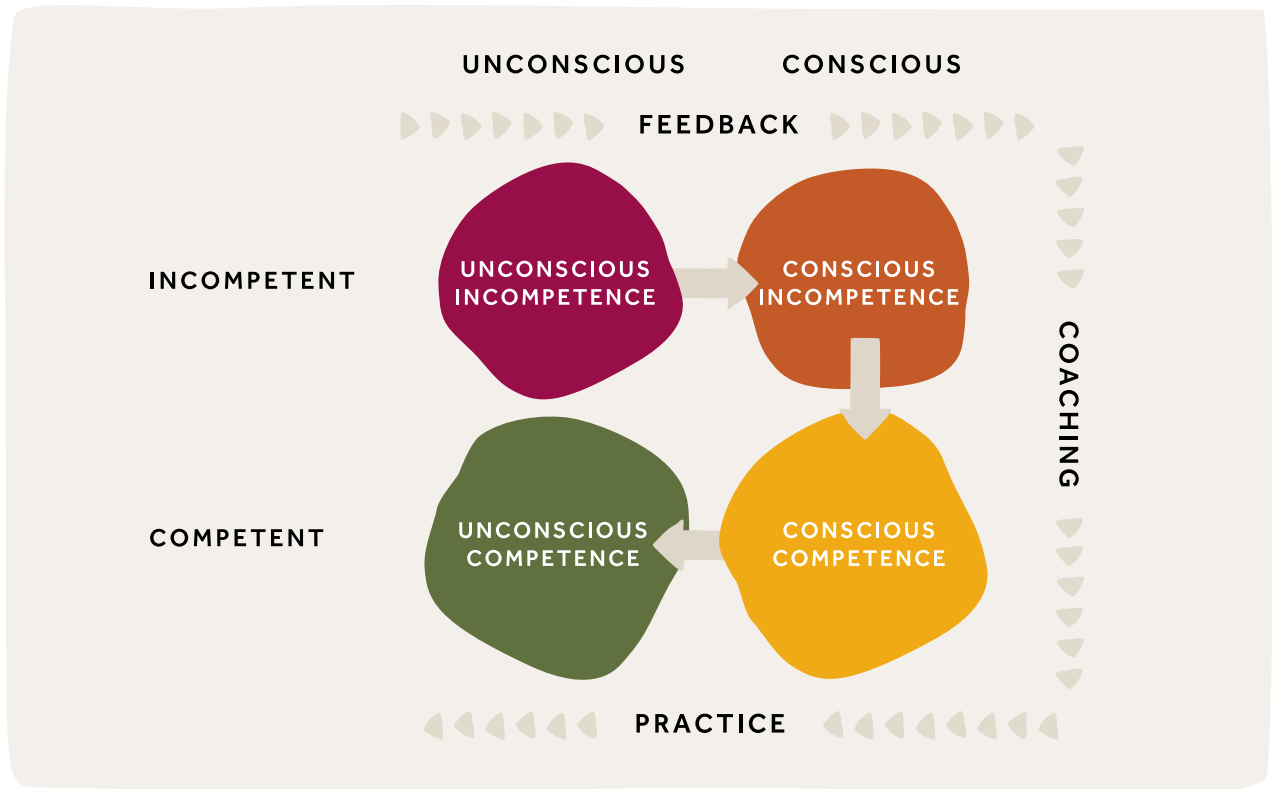 UNCONSCIOUS
CONSCIOUS
FEEDBACK
INCOMPETENT
UNCONSCIOUS
INCOMPETENCE
CONSCIOUS
INCOMPETENCE
COACHING
COMPETENT
UNCONSCIOUS
COMPETENCE
CONSCIOUS
COMPETENCE
PRACTICE